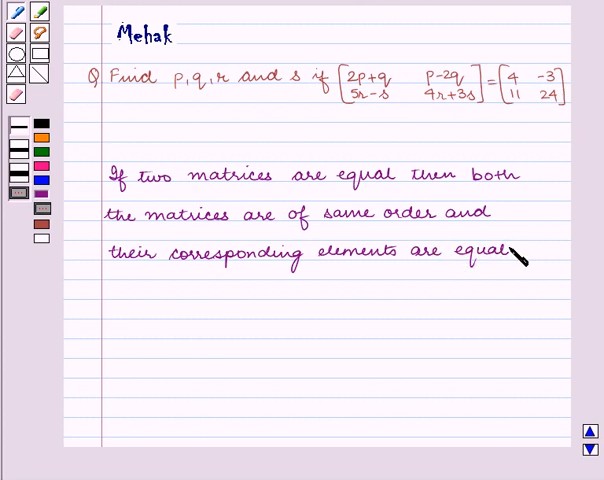 Mehak
Q Find p, q, r and s if [2p+q p-2q] = [4 -3]
5r-s 4r+3s 11 24
If two matrices are equal then both
the matrices are of same order and
their corresponding elements are equal